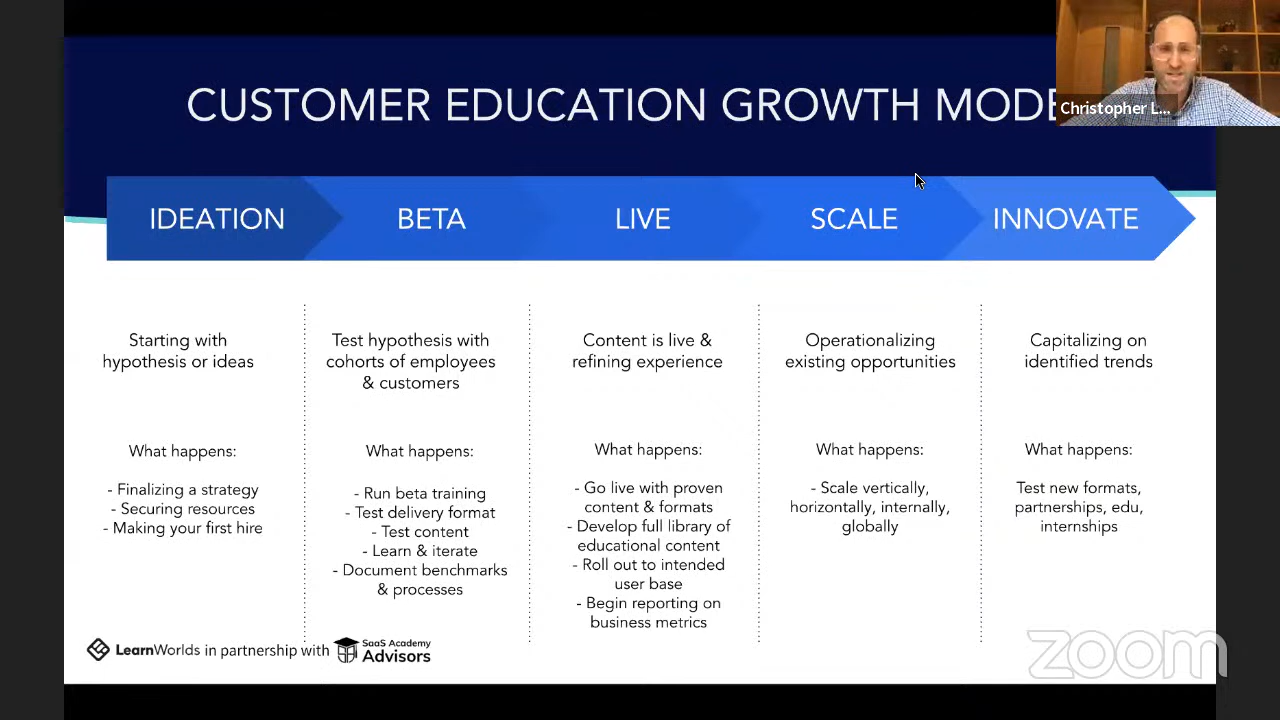 CUSTOMER EDUCATION GROWTH MODE
Christopher L...
IDEATION
BETA
LIVE
SCALE
INNOVATE
Starting with
hypothesis or ideas
What happens:
- Finalizing a strategy
- Securing resources
- Making your first hire
Test hypothesis with
cohorts of employees
& customers
What happens:
- Run beta training
- Test delivery format
- Test content
- Learn & iterate
- Document benchmarks
& processes
Content is live &
refining experience
What happens:
- Go live with proven
content & formats
- Develop full library of
educational content
- Roll out to intended
user base
- Begin reporting on
business metrics
Operationalizing
existing opportunities
What happens:
- Scale vertically,
horizontally, internally,
globally
Capitalizing on
identified trends
What happens:
Test new formats,
partnerships, edu,
internships
LearnWorlds in partnership with
SaaS Academy
Advisors
zoom